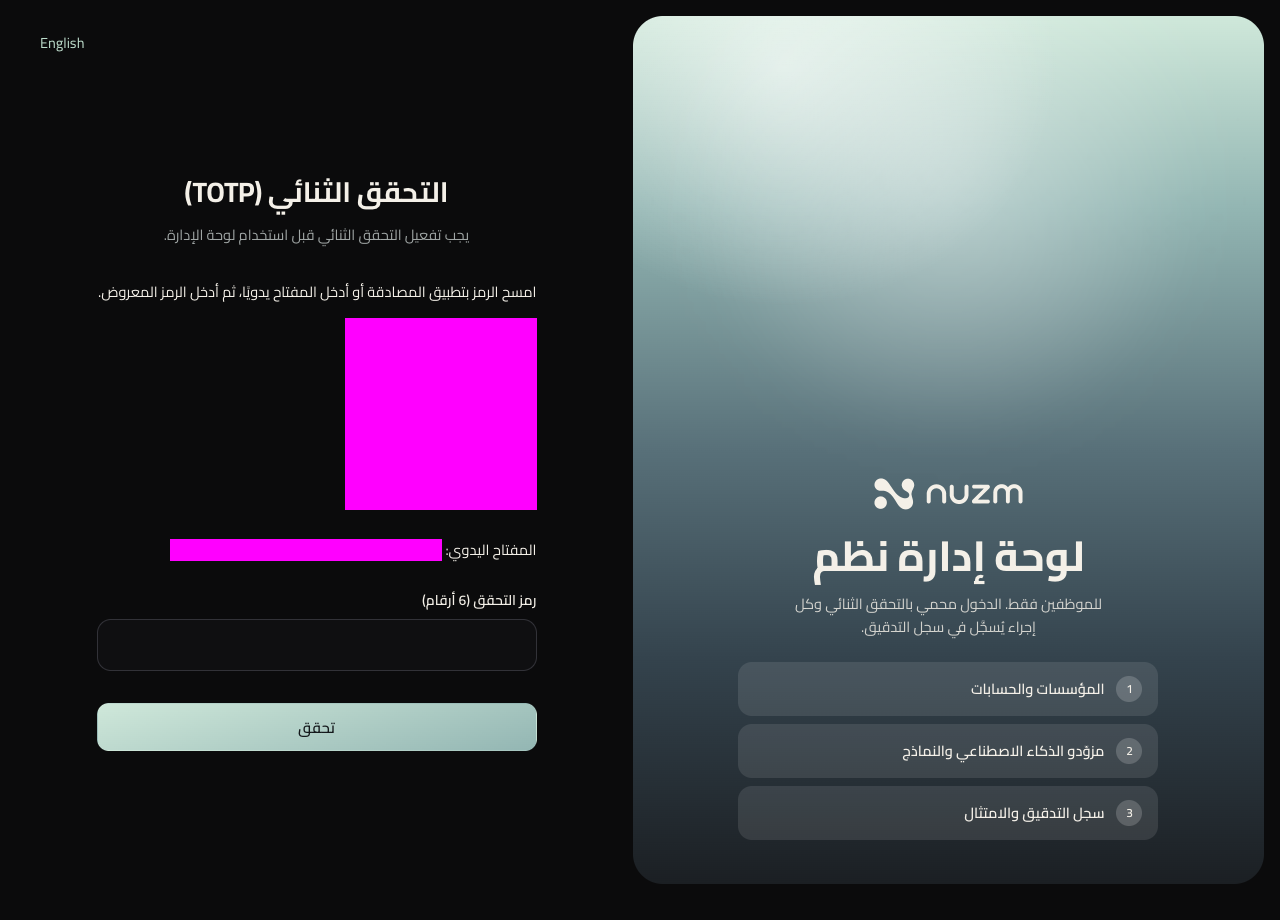 nuzm
لوحة إدارة نظم
للموظفين فقط. الدخول محمي بالتحقق الثنائي وكل
إجراء يُسجَّل في سجل التدقيق.
1 المؤسسات والحسابات
2 مزوّدو الذكاء الاصطناعي والنماذج
3 سجل التدقيق والامتثال
English
التحقق الثنائي (TOTP)
يجب تفعيل التحقق الثنائي قبل استخدام لوحة الإدارة.
امسح الرمز بتطبيق المصادقة أو أدخل المفتاح يدويًا، ثم أدخل الرمز المعروض.
المفتاح اليدوي:
رمز التحقق (6 أرقام)
تحقق